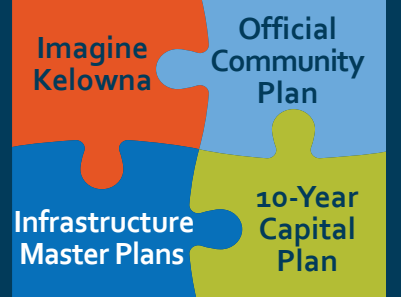 Imagine
Kelowna
Official
Community
Plan
Infrastructure
Master Plans
10-Year
Capital
Plan